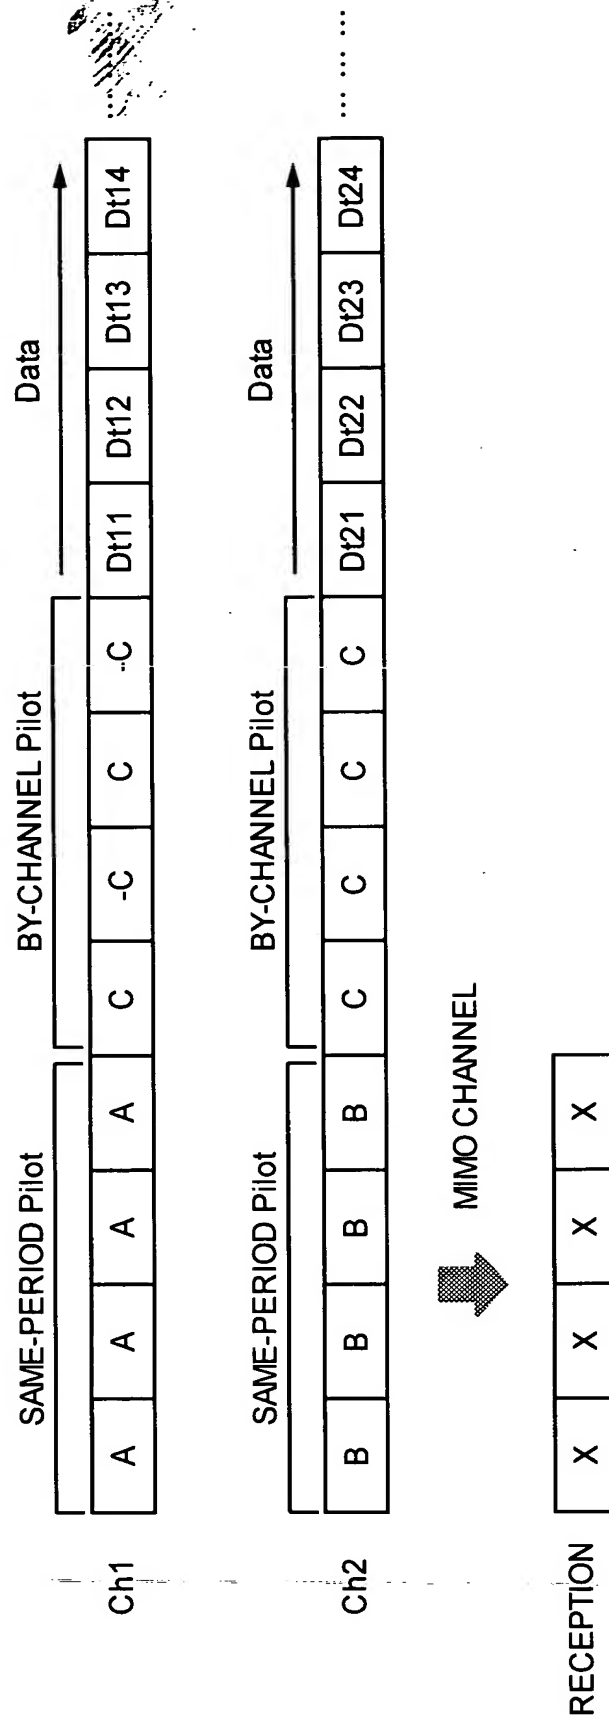 SAME-PERIOD Pilot BY-CHANNEL Pilot Data
Ch1 A A A A C -C C -C Dt11 Dt12 Dt13 Dt14 ………
SAME-PERIOD Pilot BY-CHANNEL Pilot Data
Ch2 B B B B C C C C Dt21 Dt22 Dt23 Dt24 ………
MIMO CHANNEL
RECEPTION X X X X